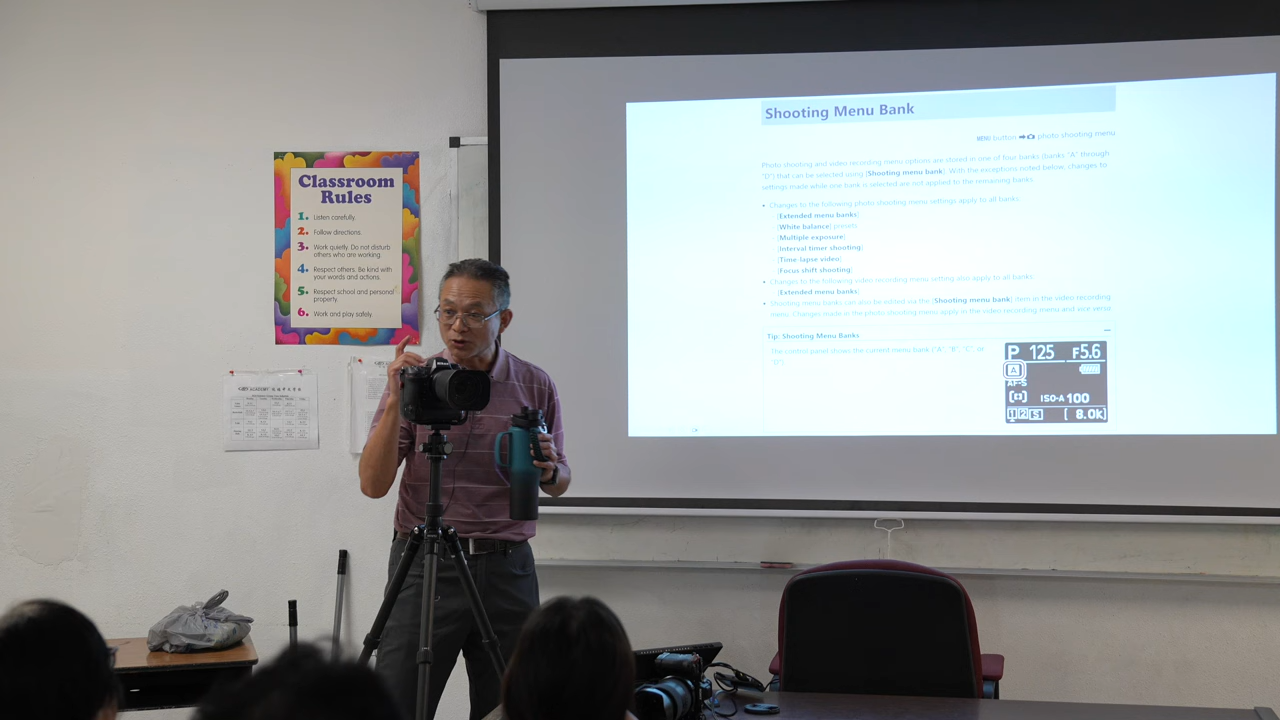 Classroom
Rules
1. Listen carefully.
2. Follow directions.
3. Work quietly. Do not disturb
others who are working.
4. Respect others. Be kind with
your words and actions.
5. Respect school and personal
property.
6. Work and play safely.
ACADEMY
Shooting Menu Bank
MENU button ➡ photo shooting menu
Photo shooting and video recording menu options are stored in one of four banks (banks "A" through
"D") that can be selected using [Shooting menu bank]. With the exceptions noted below, changes to
settings made while one bank is selected are not applied to the remaining banks.
• Changes to the following photo shooting menu settings apply to all banks.
[Extended menu banks]
[White balance] presets
[Multiple exposure]
[Interval timer shooting]
[Time-lapse video]
[Focus shift shooting]
• Changes to the following video recording menu setting also apply to all banks.
[Extended menu banks]
• Shooting menu banks can also be edited via the [Shooting menu bank] item in the video recording
menu. Changes made in the photo shooting menu apply in the video recording menu and vice versa.
Tip: Shooting Menu Banks
The control panel shows the current menu bank ("A", "B", "C", or
"D").
P 125 F5.6
A
AF-S
ISO-A 100
1 2 S [ 8.0k]